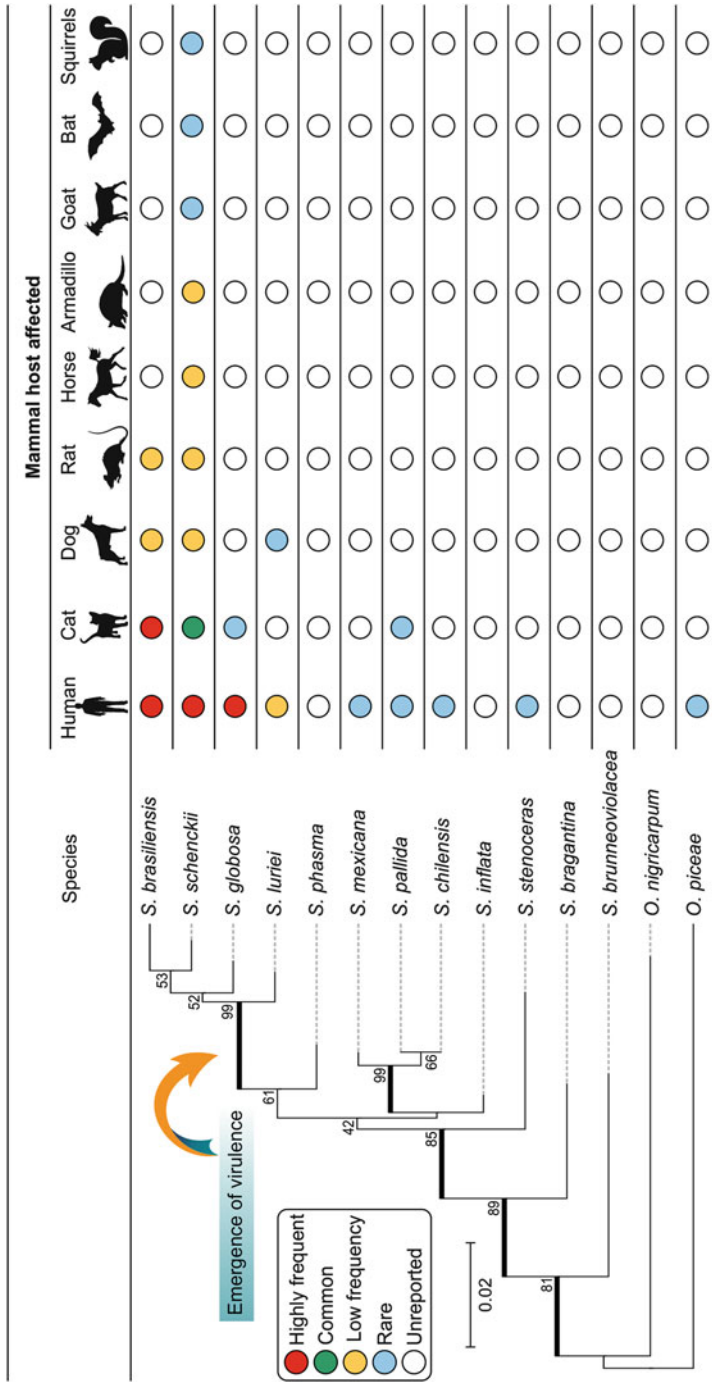 Mammal host affected
Species
Human
Cat
Dog
Rat
Horse
Armadillo
Goat
Bat
Squirrels
S. brasiliensis
S. schenckii
S. globosa
S. luriei
S. phasma
S. mexicana
S. pallida
S. chilensis
S. inflata
S. stenoceras
S. bragantina
S. brunneoviolacea
O. nigricarpum
O. piceae
53
52
99
61
42
99
66
85
89
81
Emergence of virulence
Highly frequent
Common
Low frequency
Rare
Unreported
0.02